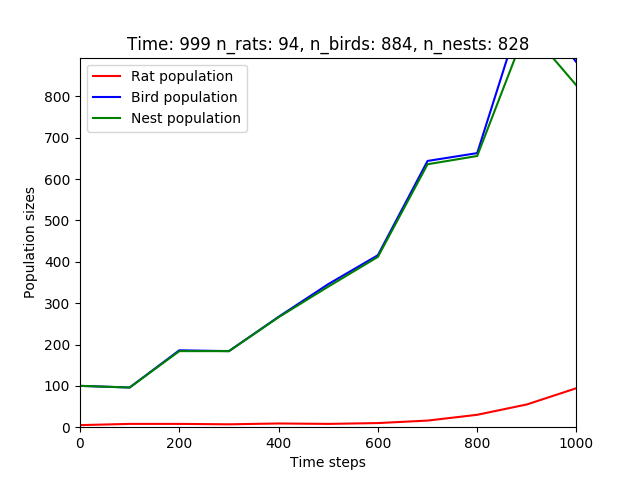 Time: 999 n_rats: 94, n_birds: 884, n_nests: 828
Rat population
Bird population
Nest population
Population sizes
800
700
600
500
400
300
200
100
0
0 200 400 600 800 1000
Time steps